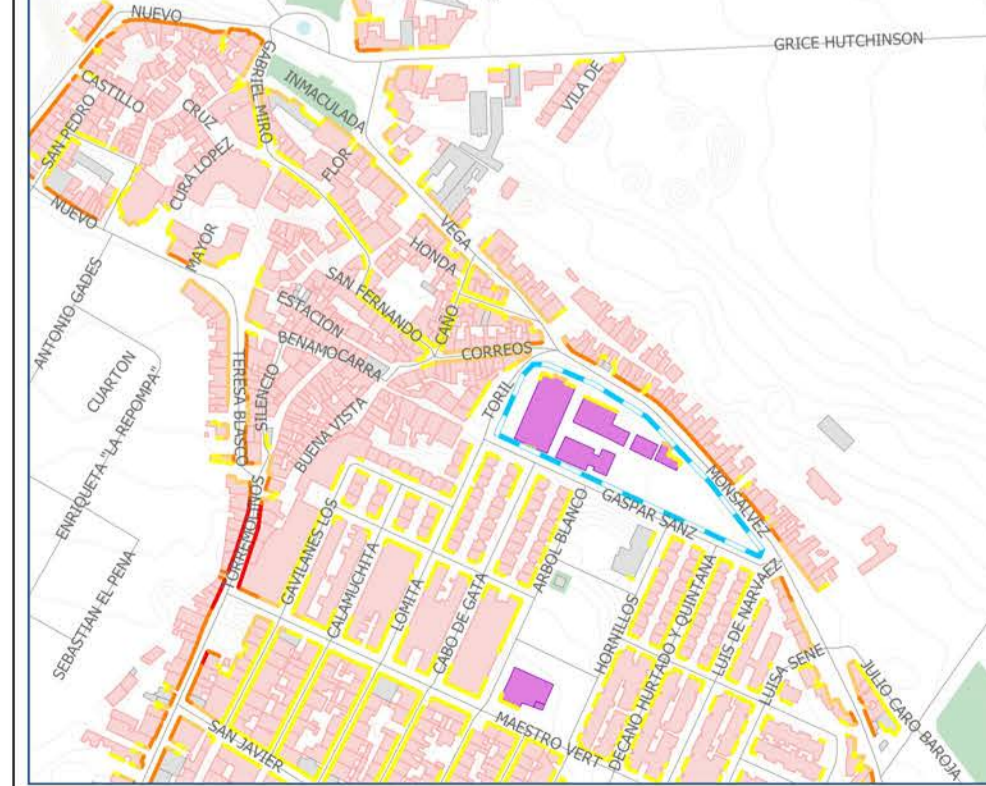 NUEVO
GRICE HUTCHINSON
GABRIEL MIRO
INMACULADA
CASTILLO
VILA DE
CRUZ
SAN PEDRO
FLOR
CURA LOPEZ
NUEVO
VEGA
MAYOR
HONDA
ANTONIO GADES
SAN FERNANDO
ESTACION
CAÑO
BENAMOCARRA
CORREOS
CUARTON
TERESA BLASCO
SILENCIO
TORIL
ENRIQUETA "LA REPOMPA"
BUENA VISTA
MONSALVEZ
GASPAR SANZ
ARBOL BLANCO
TORREMOLINOS
GAVILANES LOS
CALAMUCHITA
LOMITA
CABO DE GATA
SEBASTIAN EL PENA
HORNILLOS
DECANO HURTADO Y QUINTANA
LUIS DE NARVAEZ
LUISA SENE
JULIO CARO BAROJA
MAESTRO VERT
SAN JAVIER